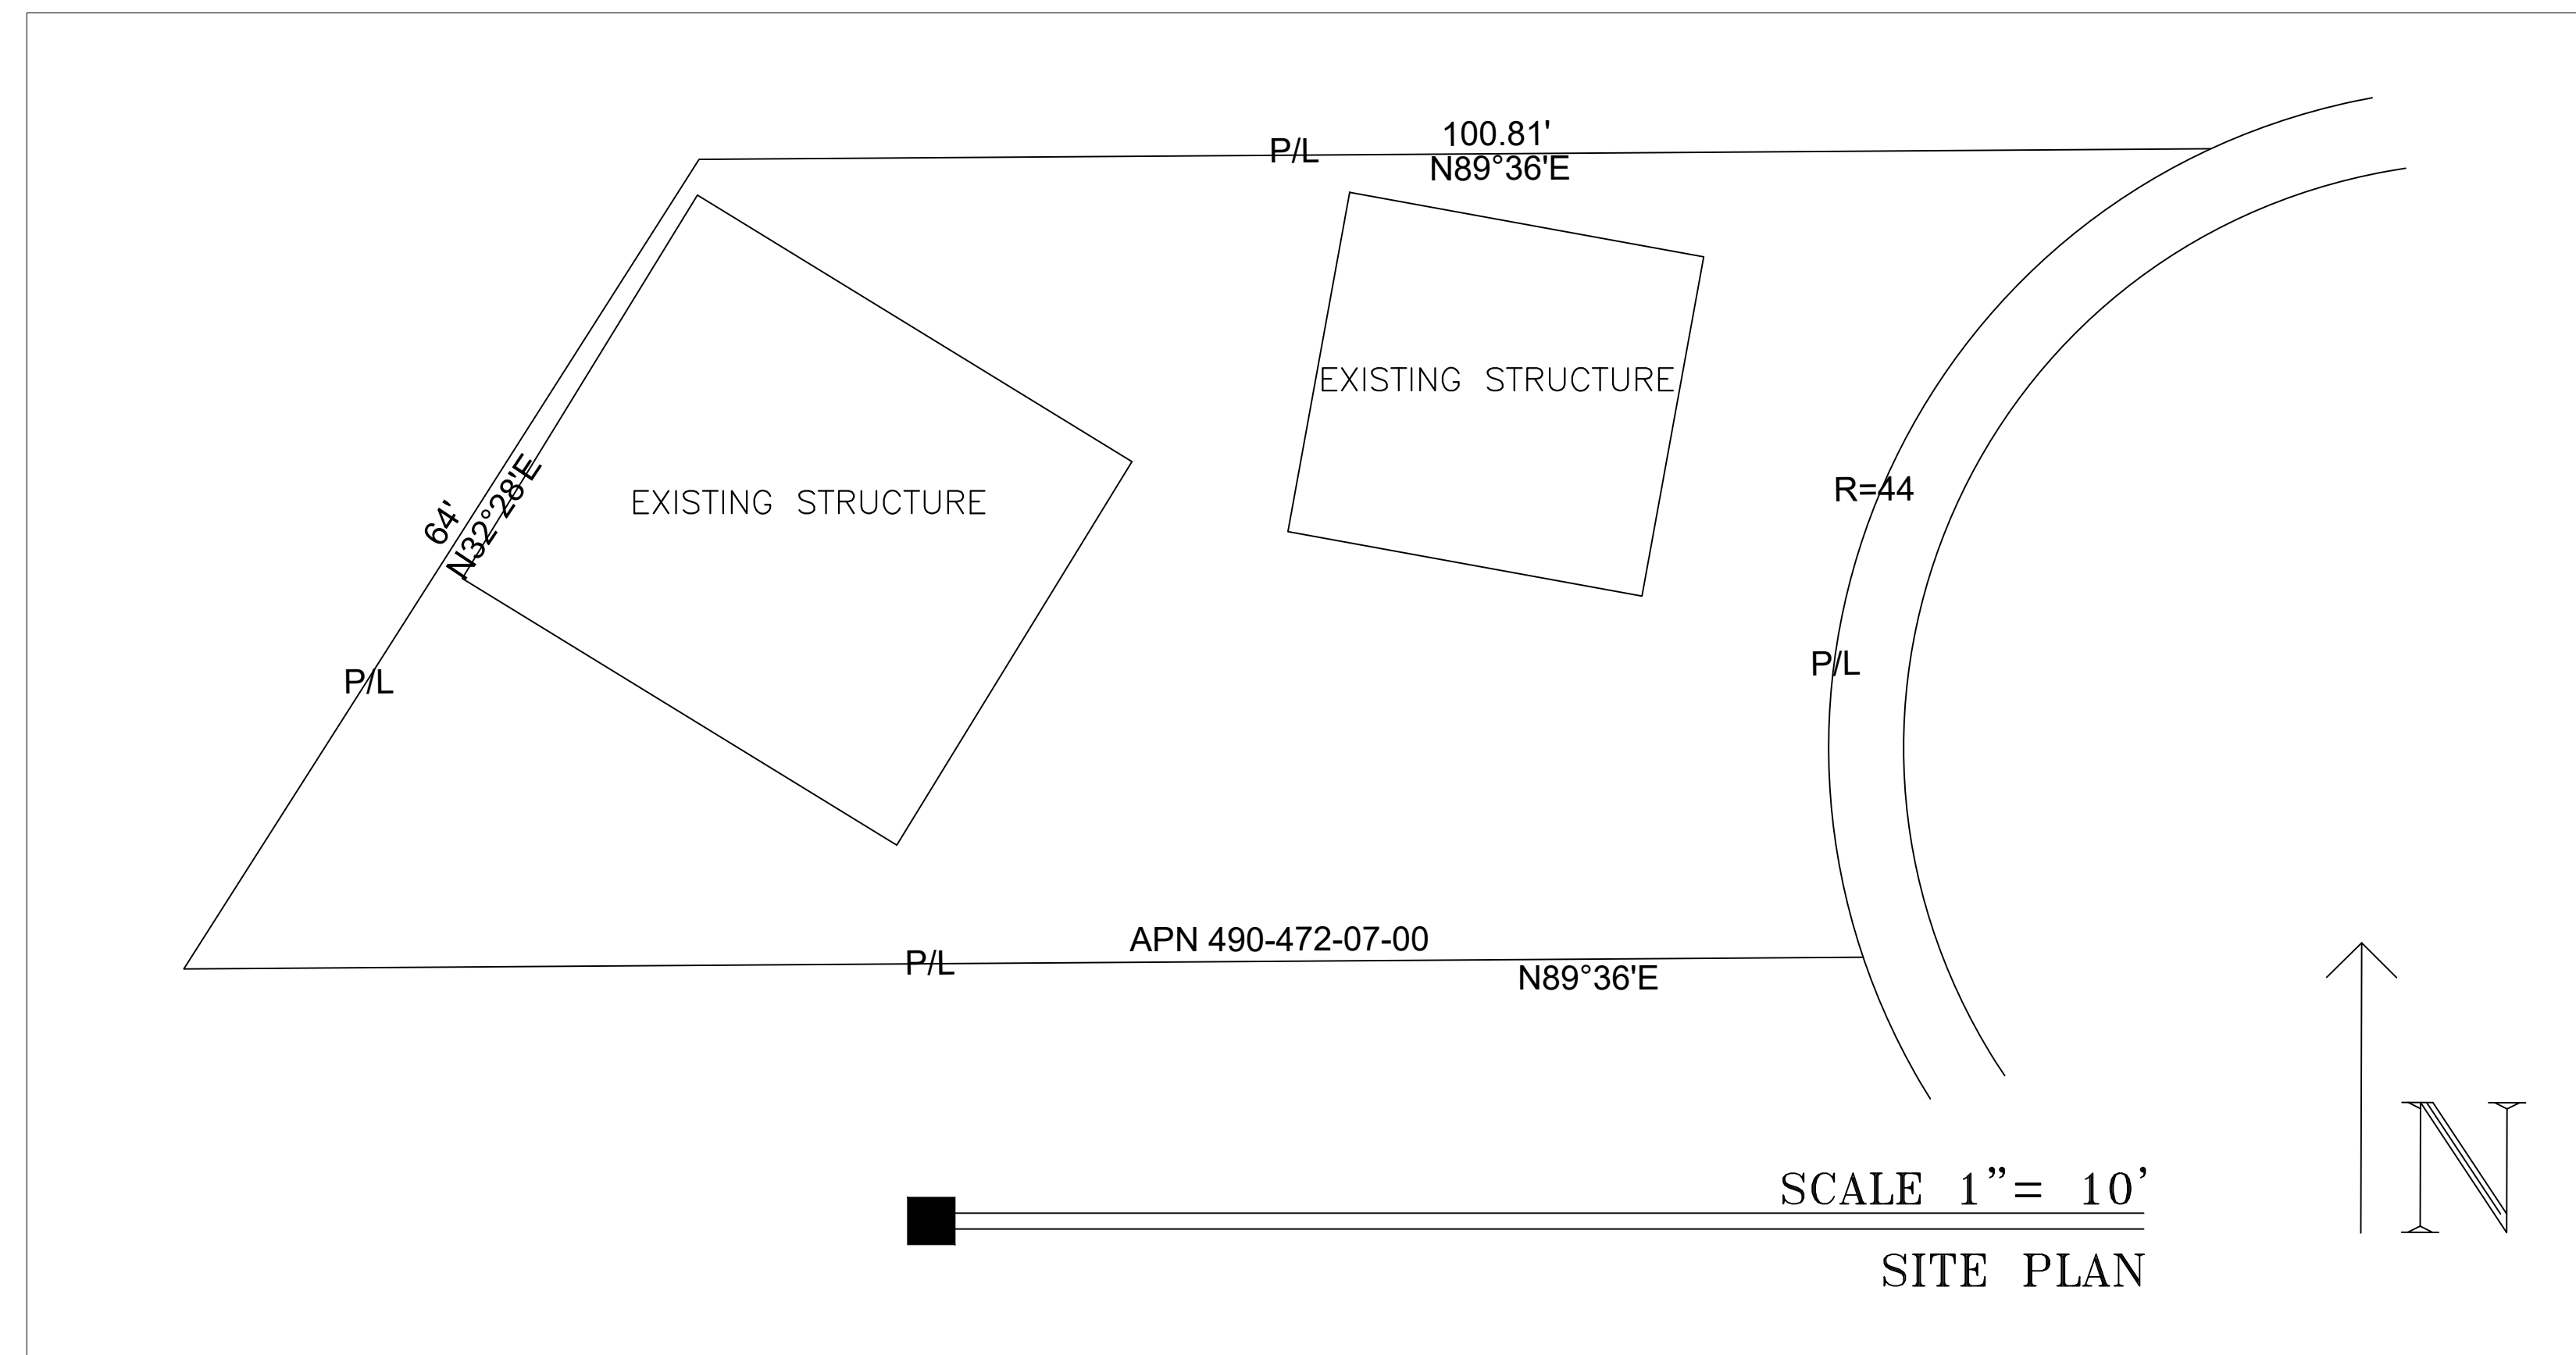 100.81'
P/L
N89°36'E
EXISTING STRUCTURE
EXISTING STRUCTURE
64'
N32°28'E
R=44
P/L
P/L
APN 490-472-07-00
P/L
N89°36'E
SCALE 1”= 10’
SITE PLAN
N